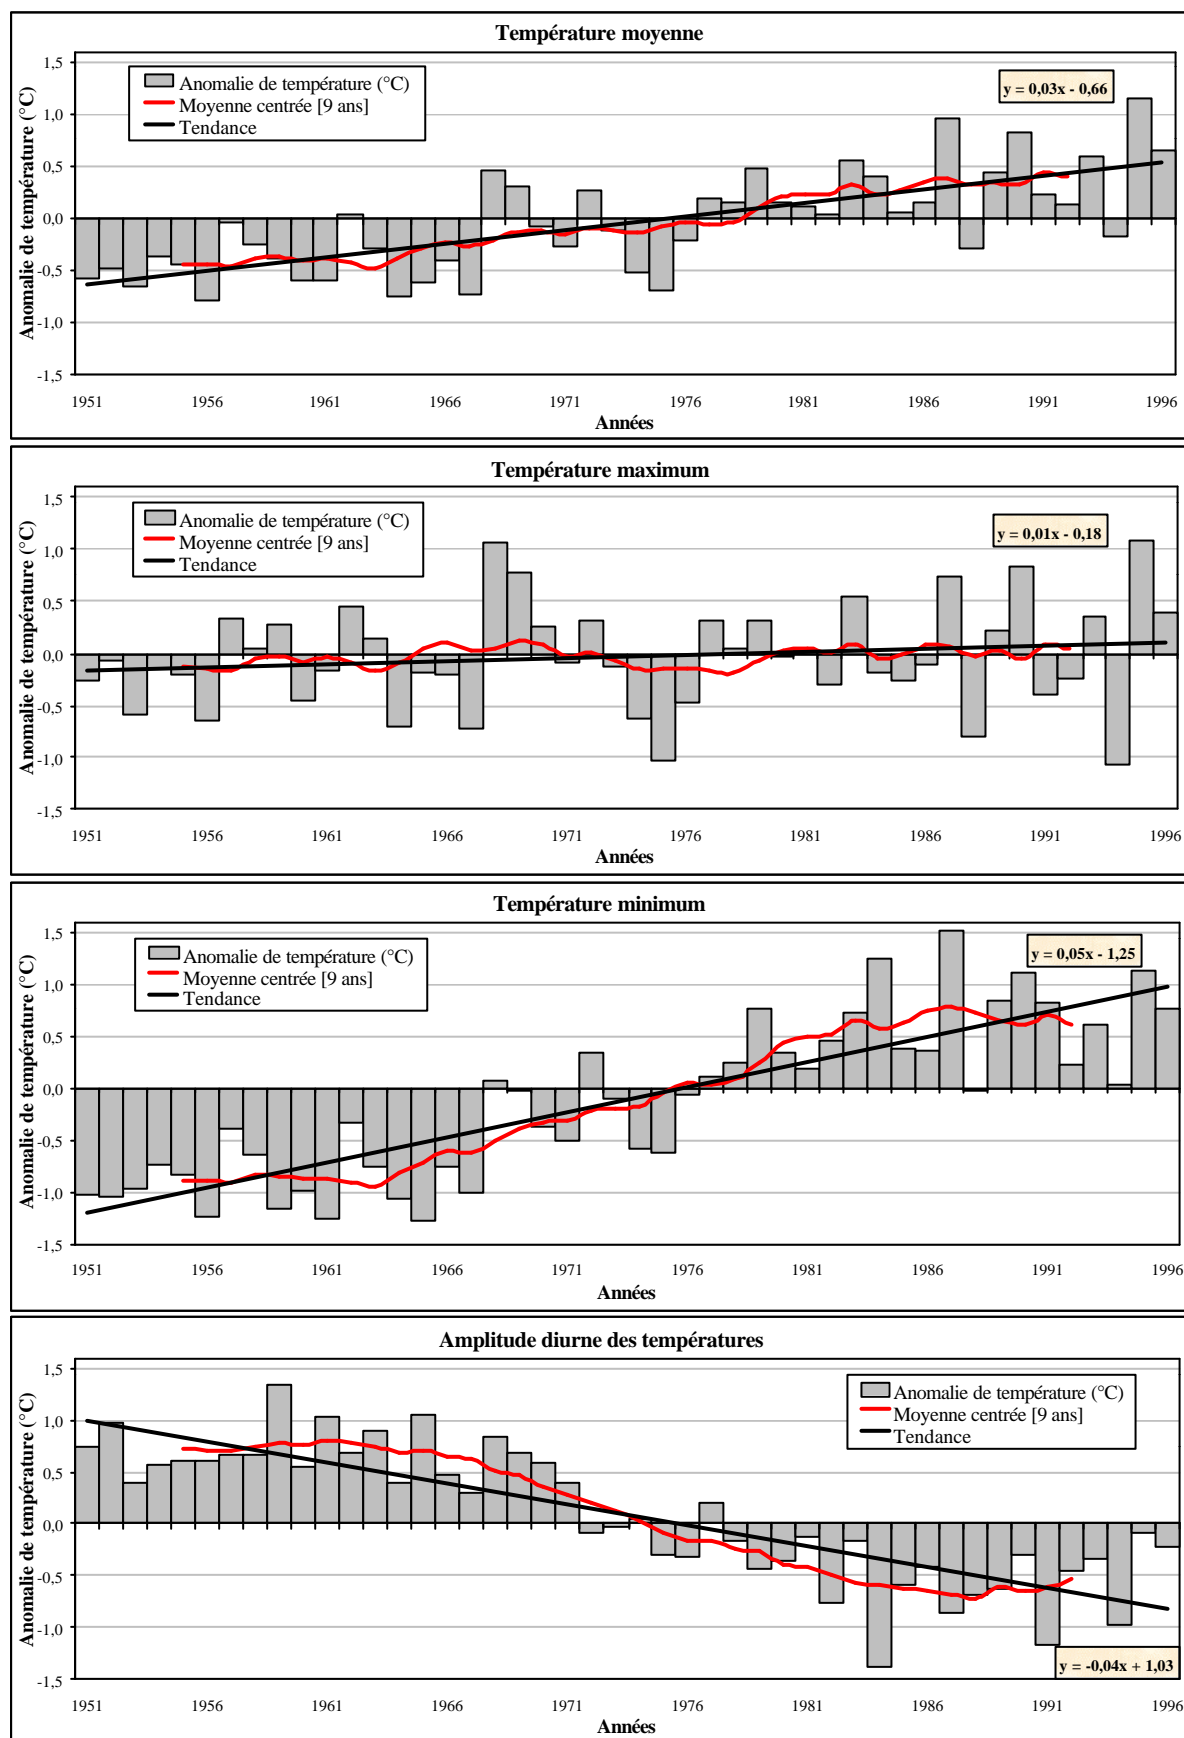 Température moyenne
Anomalie de température (°C)
1,5
1,0
0,5
0,0
-0,5
-1,0
-1,5
Anomalie de température (°C)
Moyenne centrée [9 ans]
Tendance
y = 0,03x - 0,66
1951 1956 1961 1966 1971 1976 1981 1986 1991 1996
Années
Température maximum
Anomalie de température (°C)
1,5
1,0
0,5
0,0
-0,5
-1,0
-1,5
Anomalie de température (°C)
Moyenne centrée [9 ans]
Tendance
y = 0,01x - 0,18
1951 1956 1961 1966 1971 1976 1981 1986 1991 1996
Années
Température minimum
Anomalie de température (°C)
1,5
1,0
0,5
0,0
-0,5
-1,0
-1,5
Anomalie de température (°C)
Moyenne centrée [9 ans]
Tendance
y = 0,05x - 1,25
1951 1956 1961 1966 1971 1976 1981 1986 1991 1996
Années
Amplitude diurne des températures
Anomalie de température (°C)
1,5
1,0
0,5
0,0
-0,5
-1,0
-1,5
Anomalie de température (°C)
Moyenne centrée [9 ans]
Tendance
y = -0,04x + 1,03
1951 1956 1961 1966 1971 1976 1981 1986 1991 1996
Années